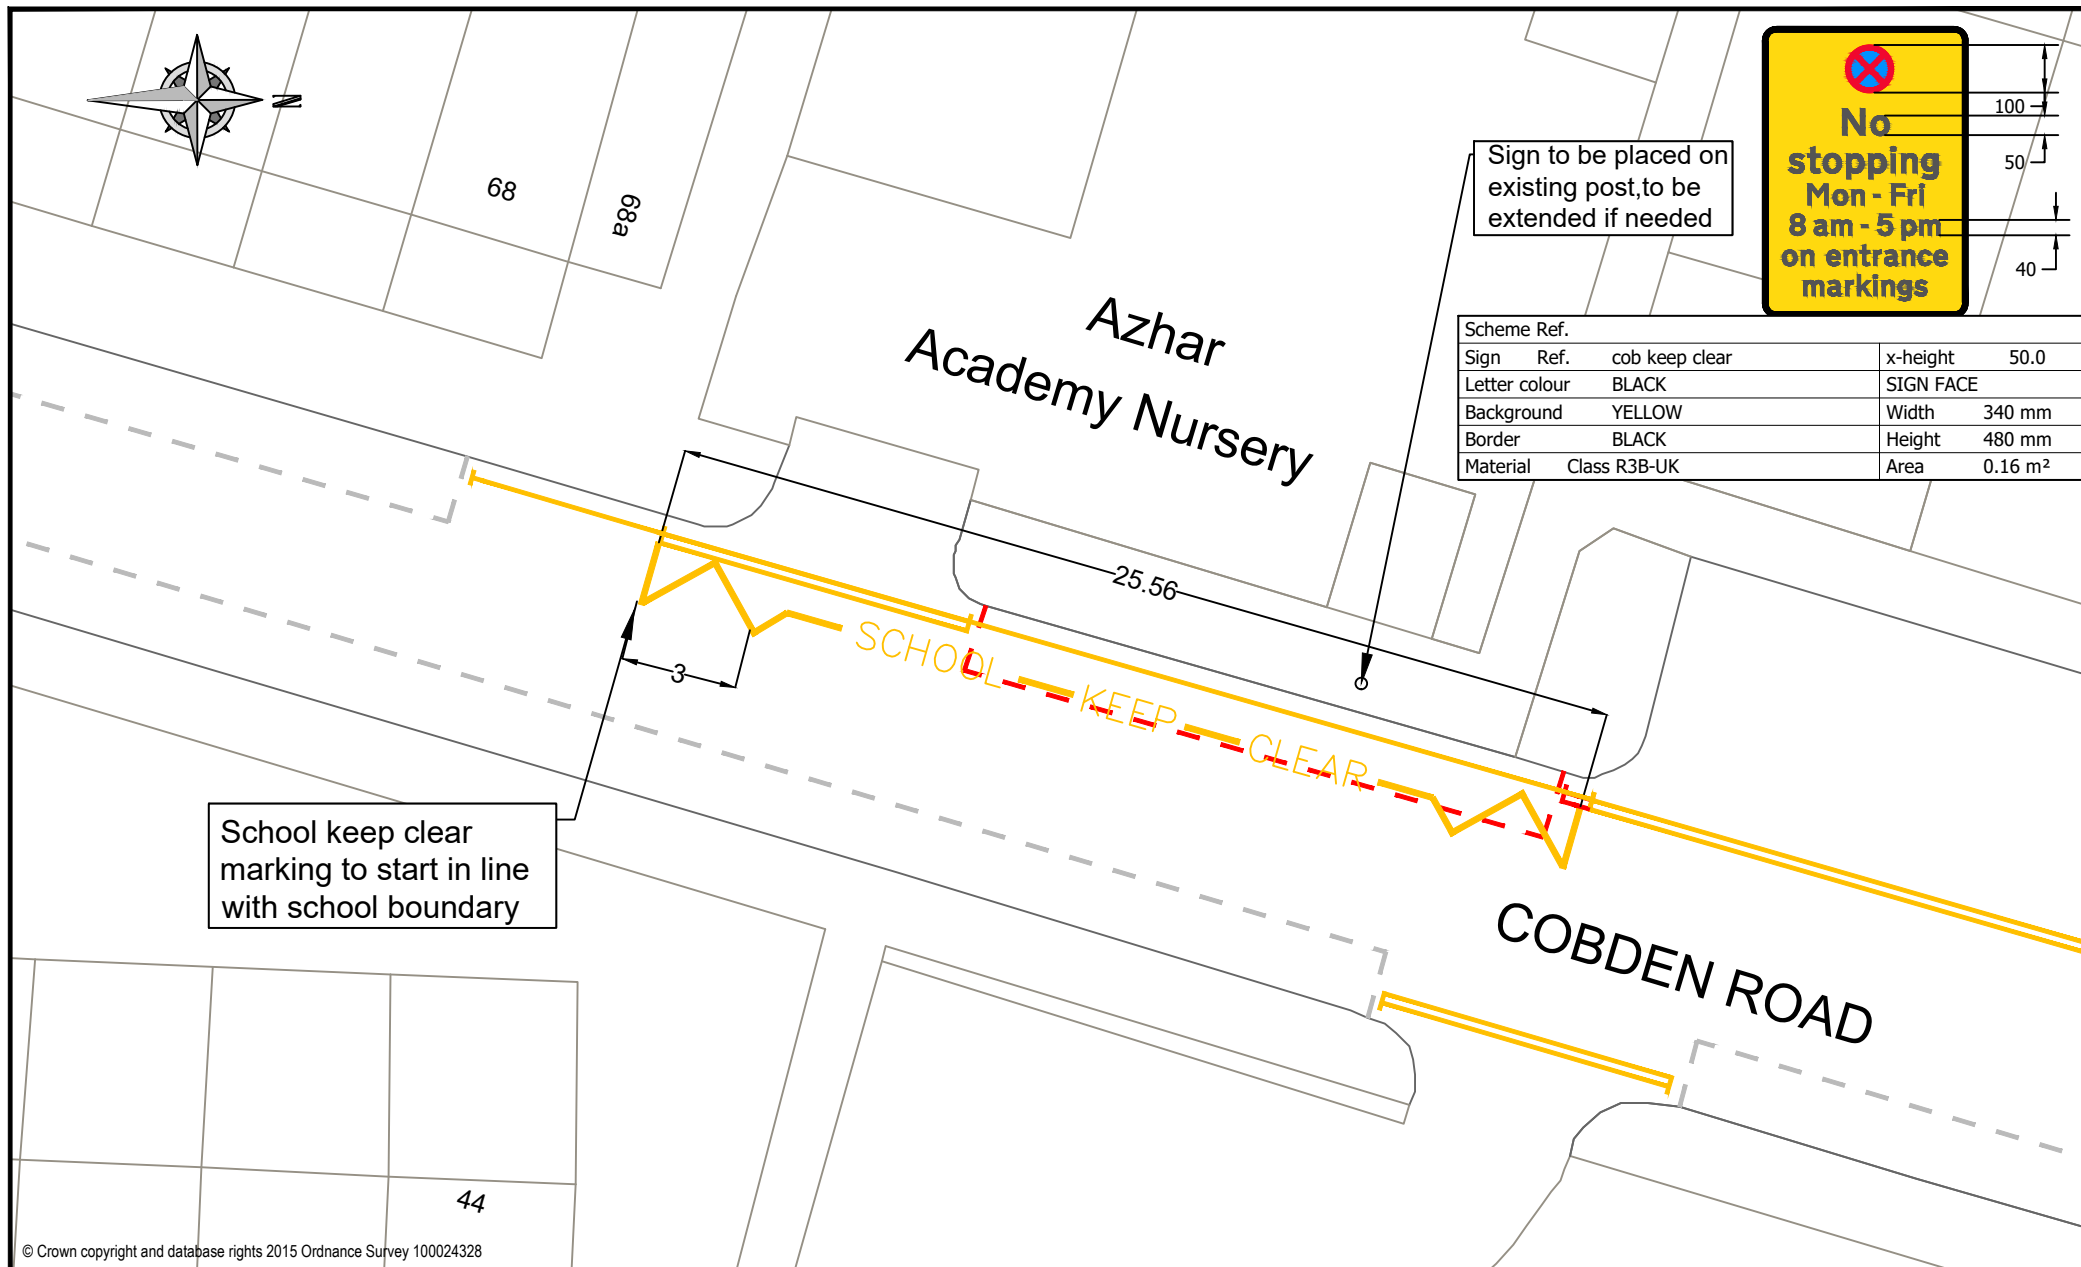 N
68
68a
Azhar
Academy Nursery
Sign to be placed on
existing post,to be
extended if needed
No
stopping
Mon - Fri
8 am - 5 pm
on entrance
markings
100
50
40
Scheme Ref.
Sign Ref. cob keep clear x-height 50.0
Letter colour BLACK SIGN FACE
Background YELLOW Width 340 mm
Border BLACK Height 480 mm
Material Class R3B-UK Area 0.16 m²
25.56
SCHOOL KEEP CLEAR
3
School keep clear
marking to start in line
with school boundary
COBDEN ROAD
44
© Crown copyright and database rights 2015 Ordnance Survey 100024328